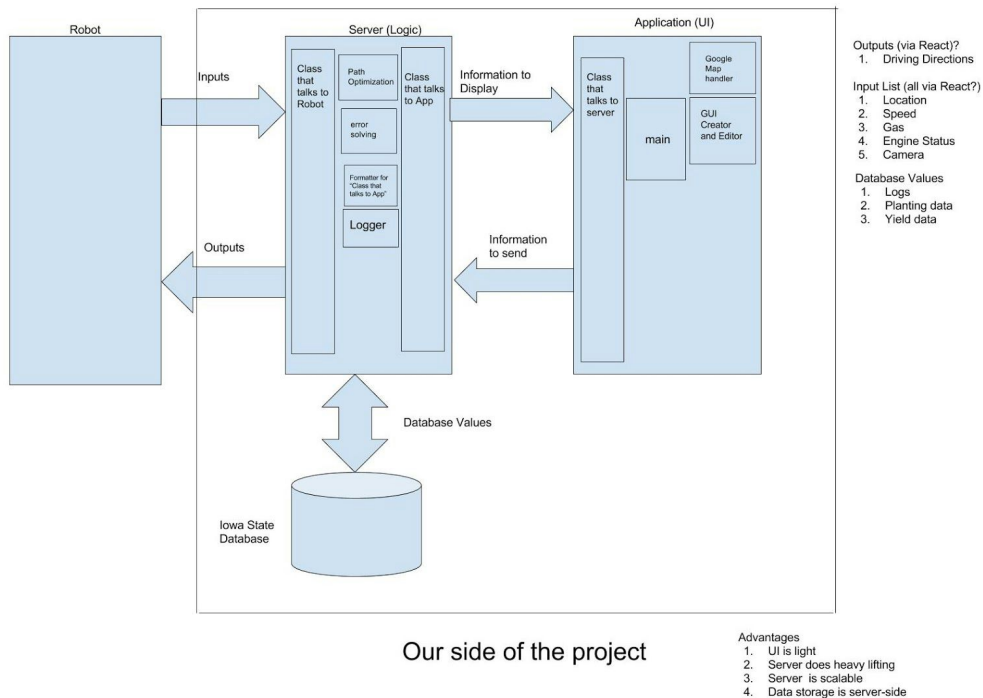 Robot
Server (Logic)
Application (UI)
Inputs
Outputs
Class
that
talks to
Robot
Path
Optimization
error
solving
Formatter for
"Class that
talks to App"
Logger
Class
that talks
to App
Information to
Display
Information
to send
Class
that
talks to
server
main
Google
Map
handler
GUI
Creator
and Editor
Database Values
Iowa State
Database
Outputs (via React)?
1. Driving Directions
Input List (all via React?)
1. Location
2. Speed
3. Gas
4. Engine Status
5. Camera
Database Values
1. Logs
2. Planting data
3. Yield data
Our side of the project
Advantages
1. UI is light
2. Server does heavy lifting
3. Server is scalable
4. Data storage is server-side